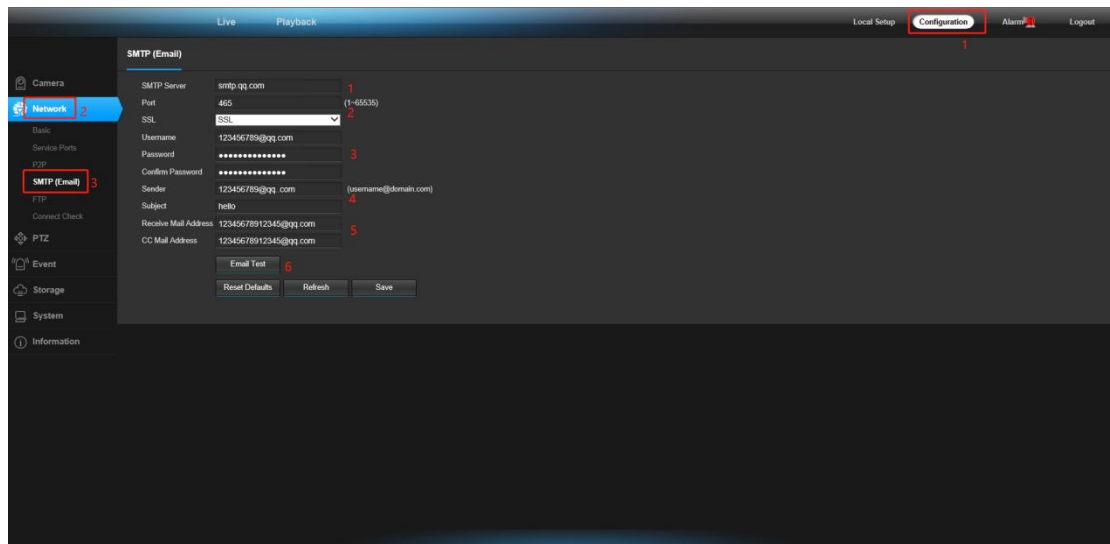 Live Playback Local Setup Configuration Alarm Logout
1
SMTP (Email)
Camera
Network 2
Basic
Service Ports
P2P
SMTP (Email) 3
FTP
Connect Check
PTZ
Event
Storage
System
Information
SMTP Server smtp.qq.com 1
Port 465 (1~65535)
SSL SSL 2
Username 123456789@qq.com
Password ●●●●●●●●●●●●●● 3
Confirm Password ●●●●●●●●●●●●●●
Sender 123456789@qq..com (username@domain.com)
4
Subject hello
Receive Mail Address 12345678912345@qq.com
5
CC Mail Address 12345678912345@qq.com
Email Test 6
Reset Defaults Refresh Save